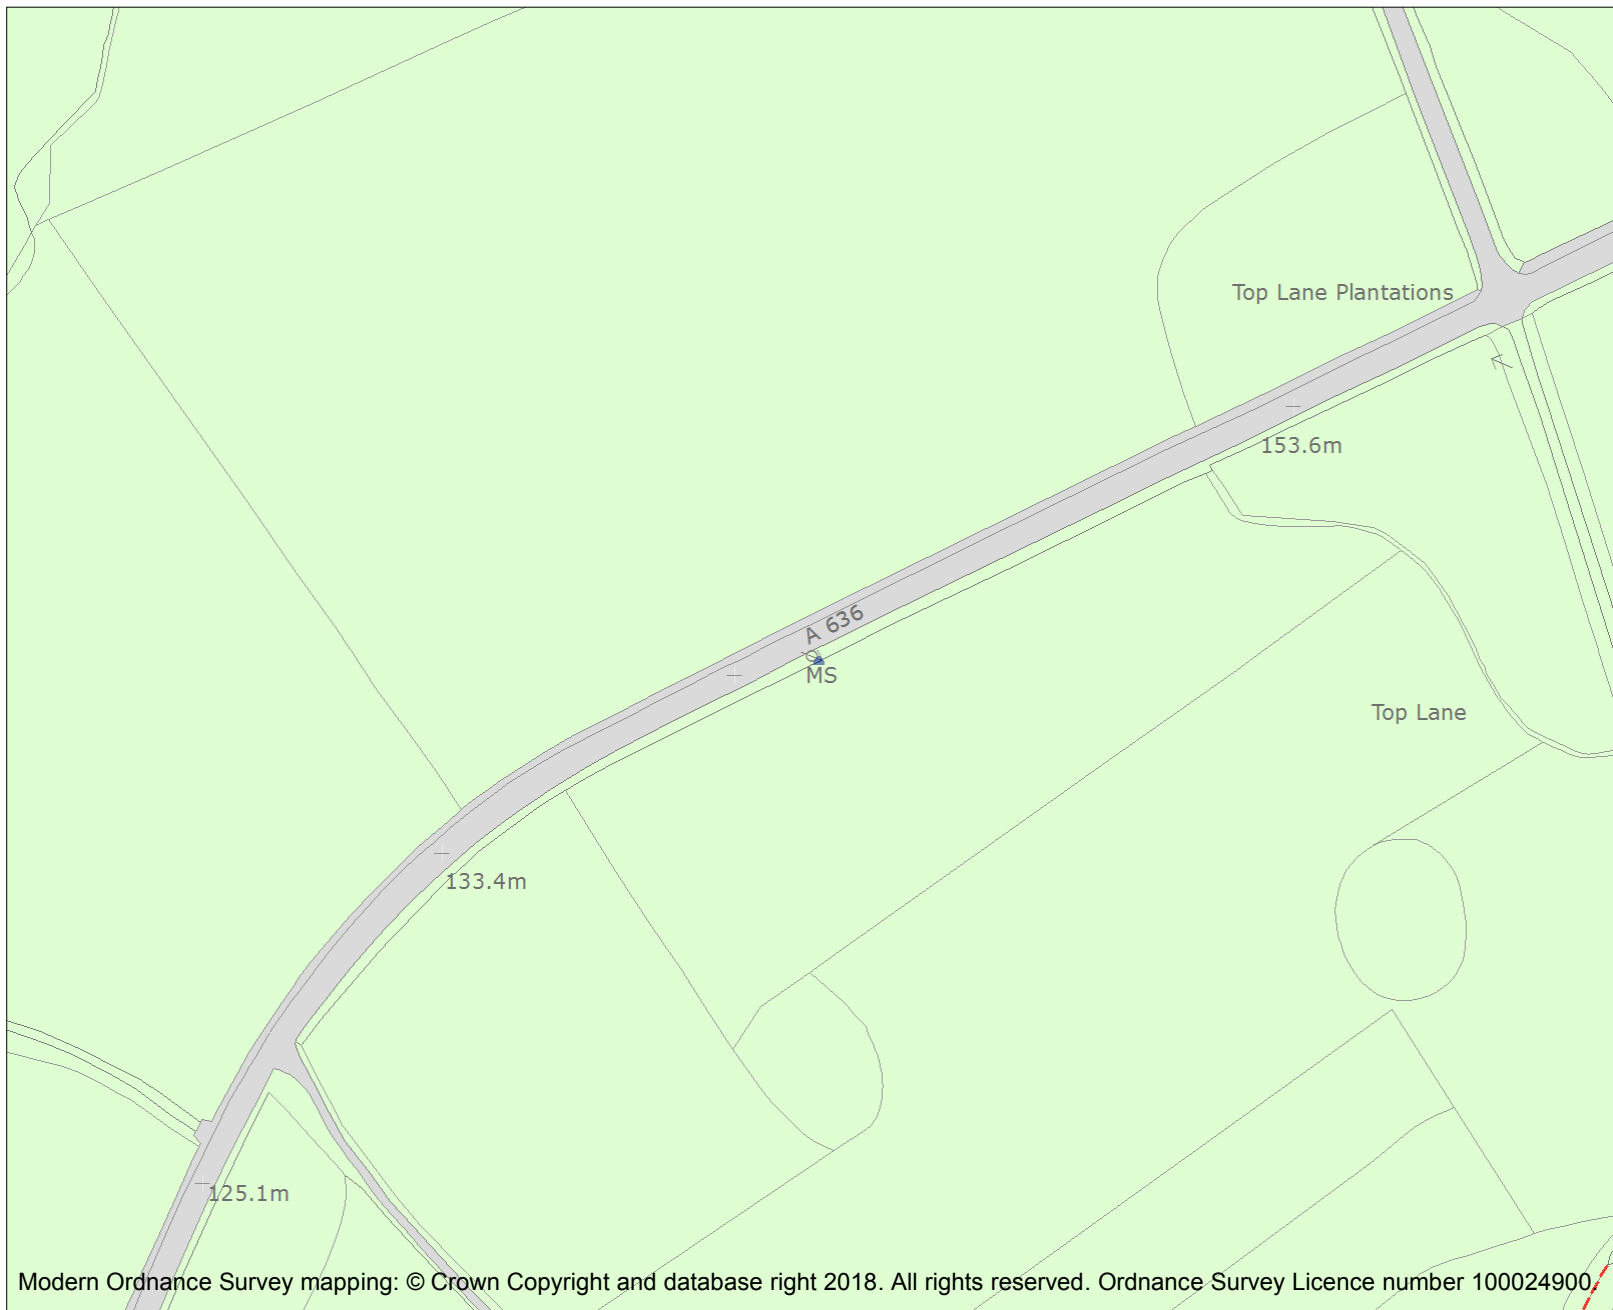 Top Lane Plantations
153.6m
A 636
MS
Top Lane
133.4m
125.1m
Modern Ordnance Survey mapping: © Crown Copyright and database right 2018. All rights reserved. Ordnance Survey Licence number 100024900.